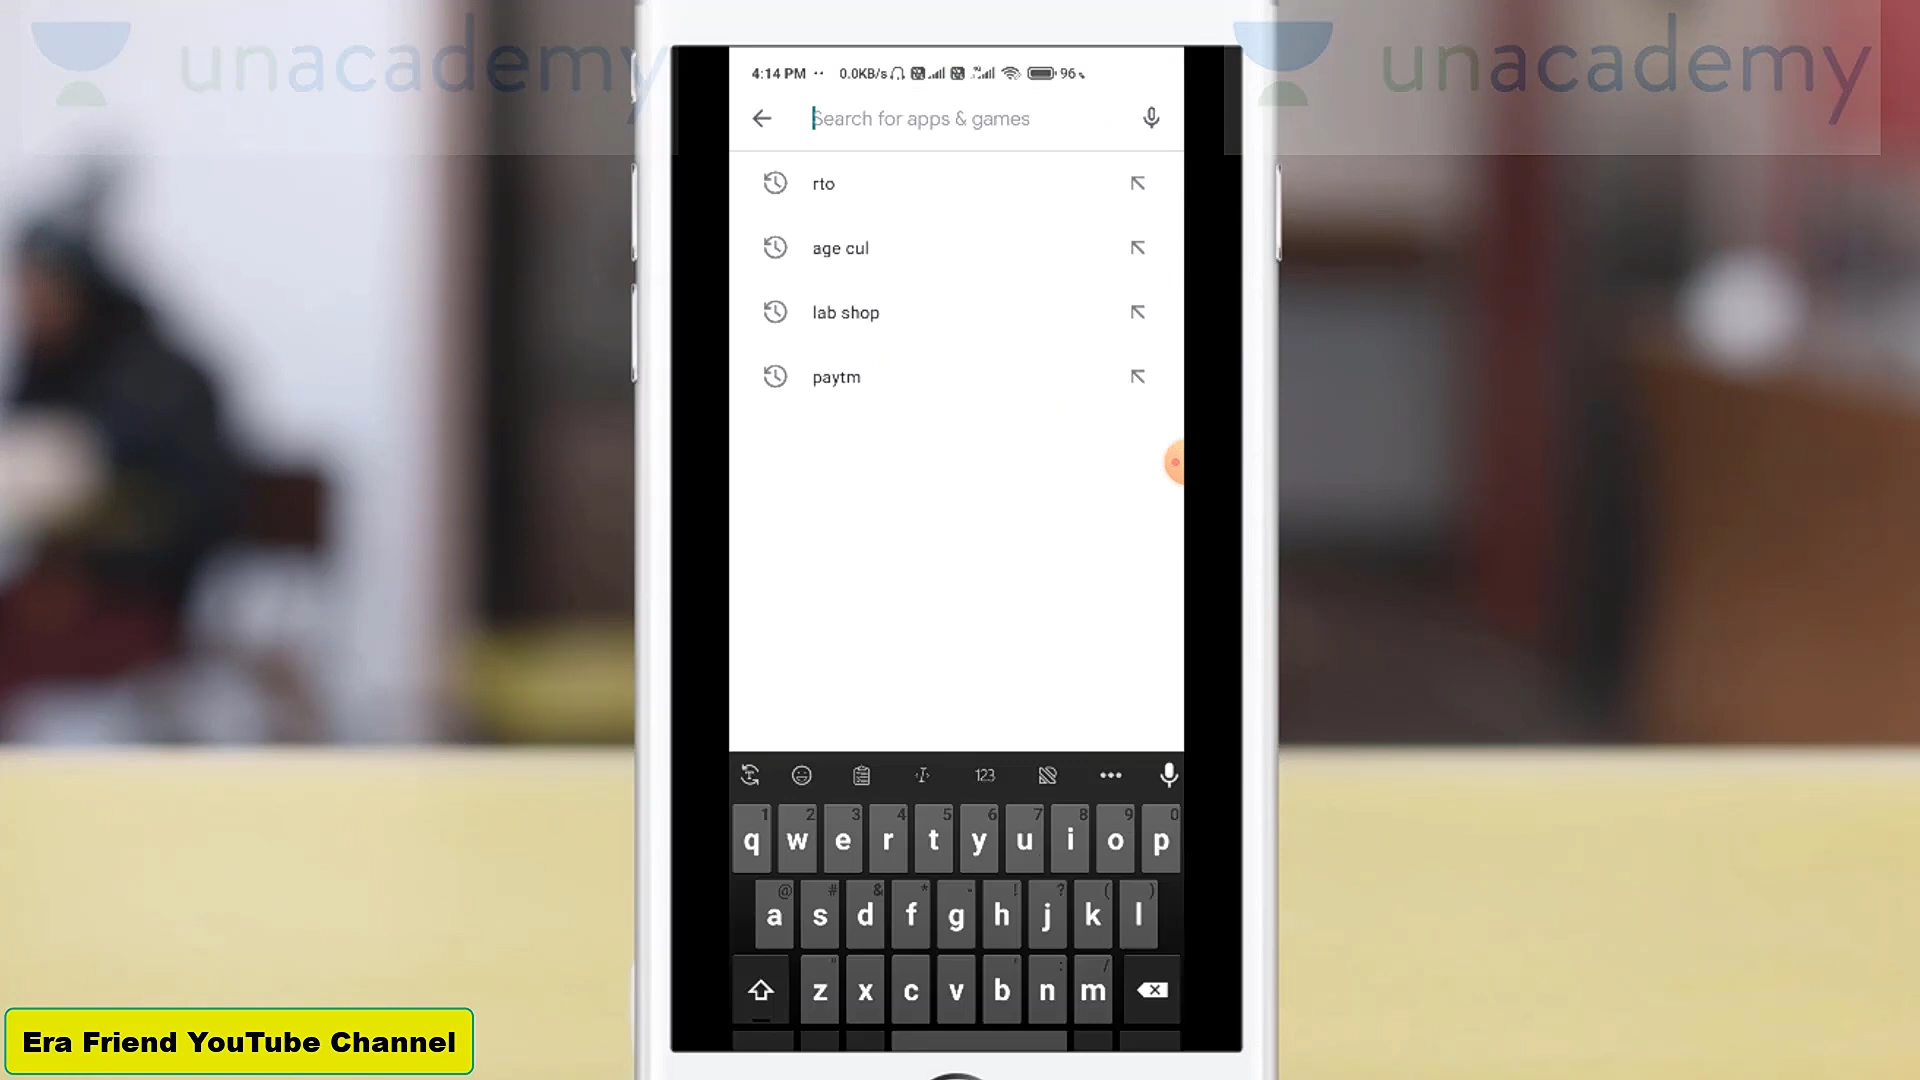 unacademy
unacademy
4:14 PM 0.0KB/s 96
Search for apps & games
rto
age cul
lab shop
paytm
123
1 2 3 4 5 6 7 8 9 0
q w e r t y u i o p
@ # & * - ! ? ( )
a s d f g h j k l
" ' : /
z x c v b n m
Era Friend YouTube Channel